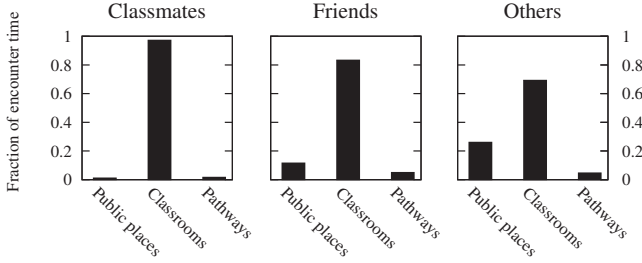 Classmates Friends Others
Fraction of encounter time
1 1
0.8 0.8
0.6 0.6
0.4 0.4
0.2 0.2
0 0
Public places Classrooms Pathways Public places Classrooms Pathways Public places Classrooms Pathways